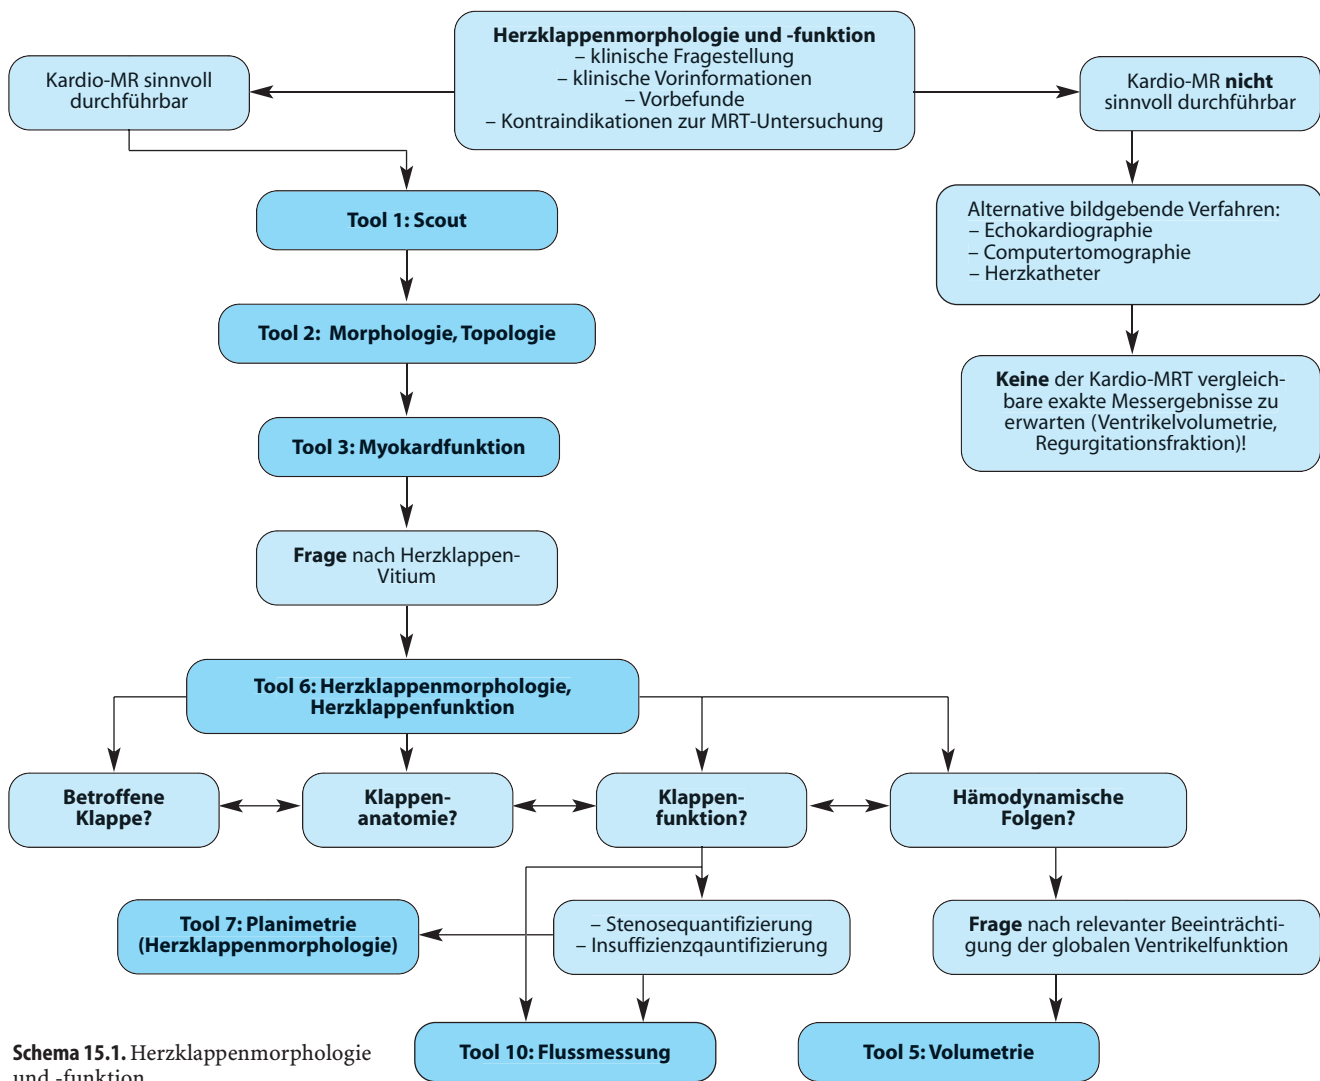 Herzklappenmorphologie und -funktion
– klinische Fragestellung
– klinische Vorinformationen
– Vorbefunde
– Kontraindikationen zur MRT-Untersuchung
Kardio-MR sinnvoll
durchführbar
Kardio-MR nicht
sinnvoll durchführbar
Tool 1: Scout
Alternative bildgebende Verfahren:
– Echokardiographie
– Computertomographie
– Herzkatheter
Tool 2: Morphologie, Topologie
Keine der Kardio-MRT vergleich-
bare exakte Messergebnisse zu
erwarten (Ventrikelvolumetrie,
Regurgitationsfraktion)!
Tool 3: Myokardfunktion
Frage nach Herzklappen-
Vitium
Tool 6: Herzklappenmorphologie,
Herzklappenfunktion
Betroffene
Klappe?
Klappen-
anatomie?
Klappen-
funktion?
Hämodynamische
Folgen?
Tool 7: Planimetrie
(Herzklappenmorphologie)
– Stenosequantifizierung
– Insuffizienzqauntifizierung
Frage nach relevanter Beeinträchti-
gung der globalen Ventrikelfunktion
Tool 10: Flussmessung
Tool 5: Volumetrie
Schema 15.1. Herzklappenmorphologie
und -funktion